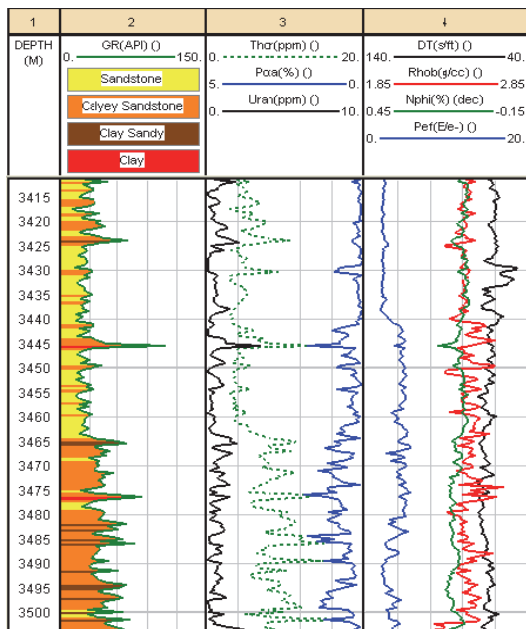 1 2 3 4
DEPTH
(M)
GR(API) ()
0. 150.
Sandstone
Cslyey Sandstone
Clay Sandy
Clay
Thor(ppm) ()
0. 20.
Pota(%) ()
5. 0.
Uran(ppm) ()
0. 10.
DT(s/ft) ()
140. 40.
Rhob(g/cc) ()
1.85 2.85
Nphi(%) (dec)
0.45 -0.15
Pef(E/e-) ()
0. 20.
3415
3420
3425
3430
3435
3440
3445
3450
3455
3460
3465
3470
3475
3480
3485
3490
3495
3500